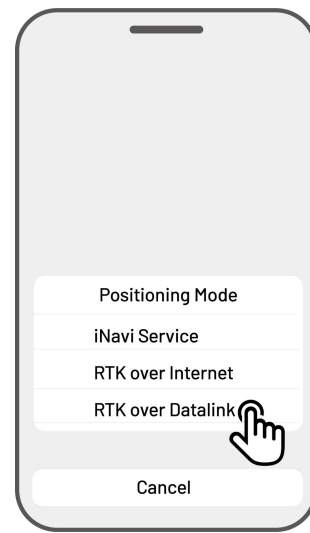 Positioning Mode
iNavi Service
RTK over Internet
RTK over Datalink
Cancel